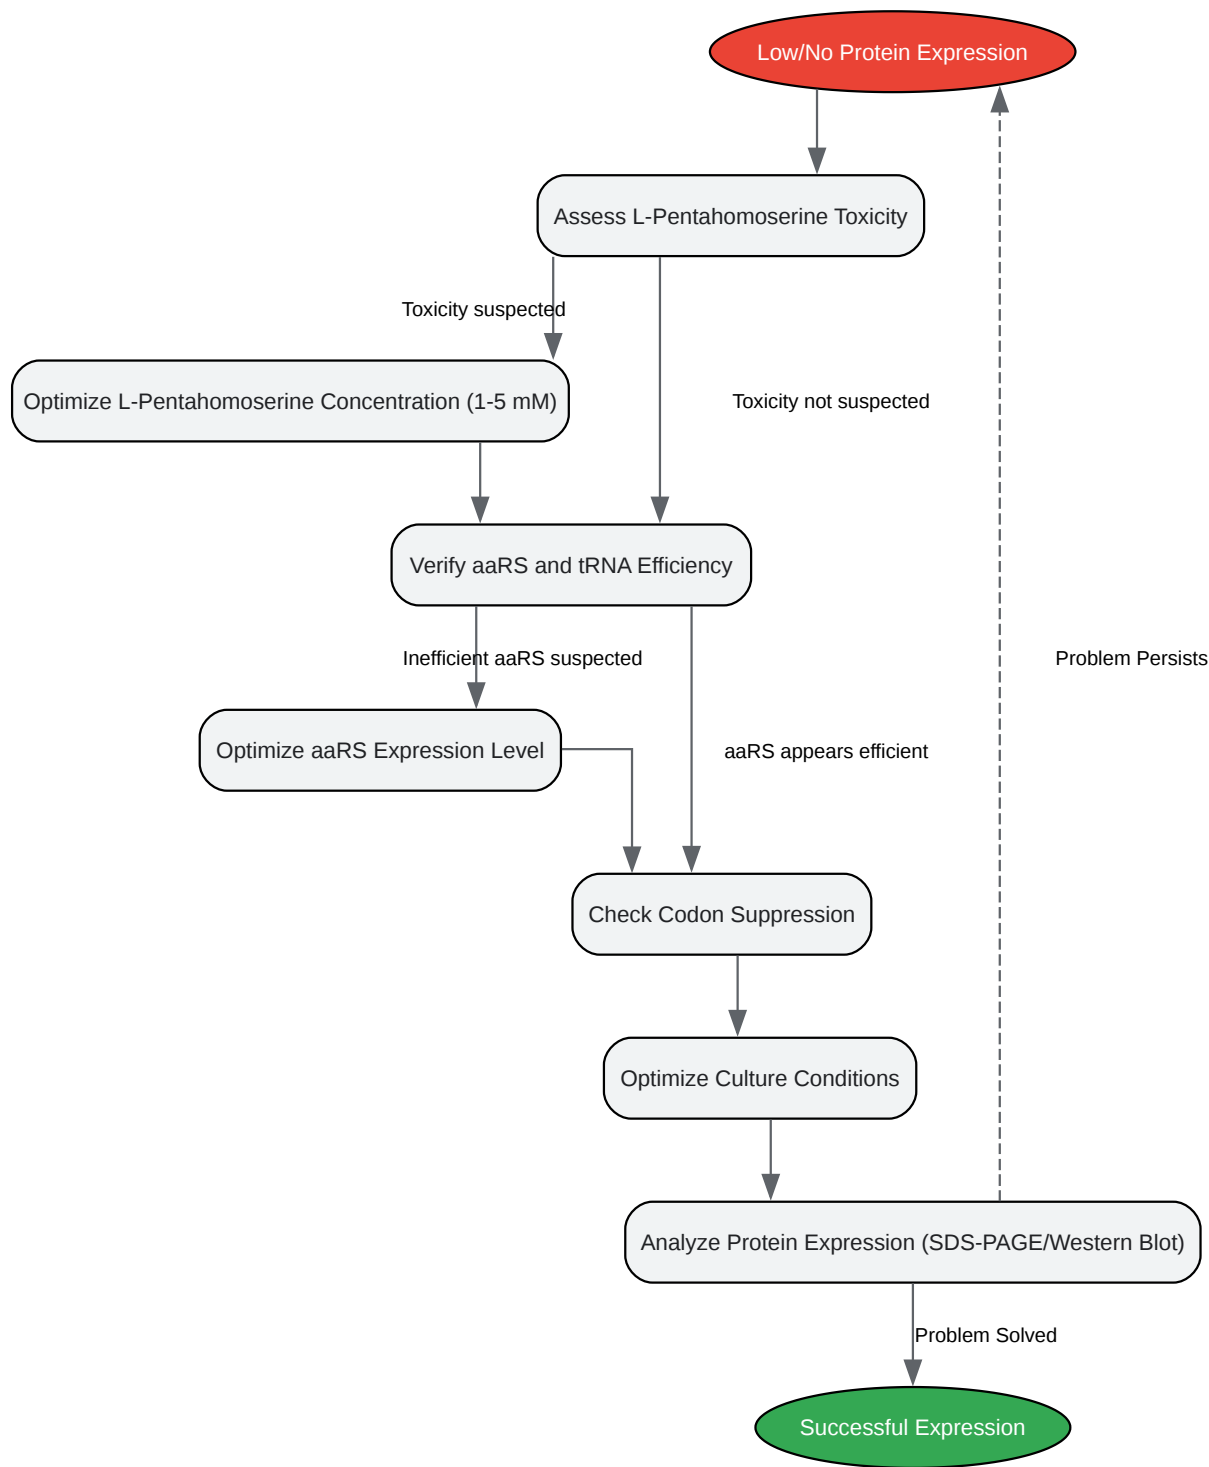 Low/No Protein Expression
Assess L-Pentahomoserine Toxicity
Toxicity suspected
Optimize L-Pentahomoserine Concentration (1-5 mM)
Toxicity not suspected
Verify aaRS and tRNA Efficiency
Inefficient aaRS suspected
Problem Persists
Optimize aaRS Expression Level
aaRS appears efficient
Check Codon Suppression
Optimize Culture Conditions
Analyze Protein Expression (SDS-PAGE/Western Blot)
Problem Solved
Successful Expression